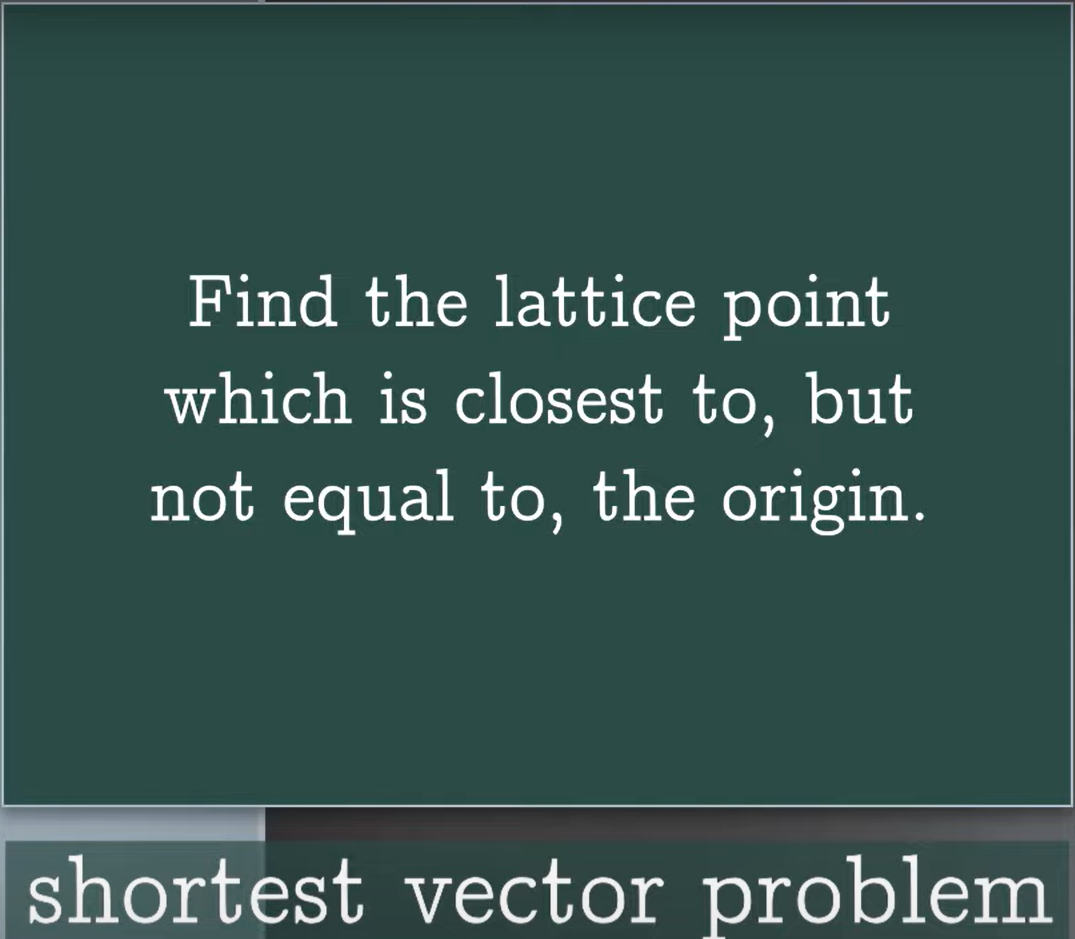 Find the lattice point
which is closest to, but
not equal to, the origin.
shortest vector problem